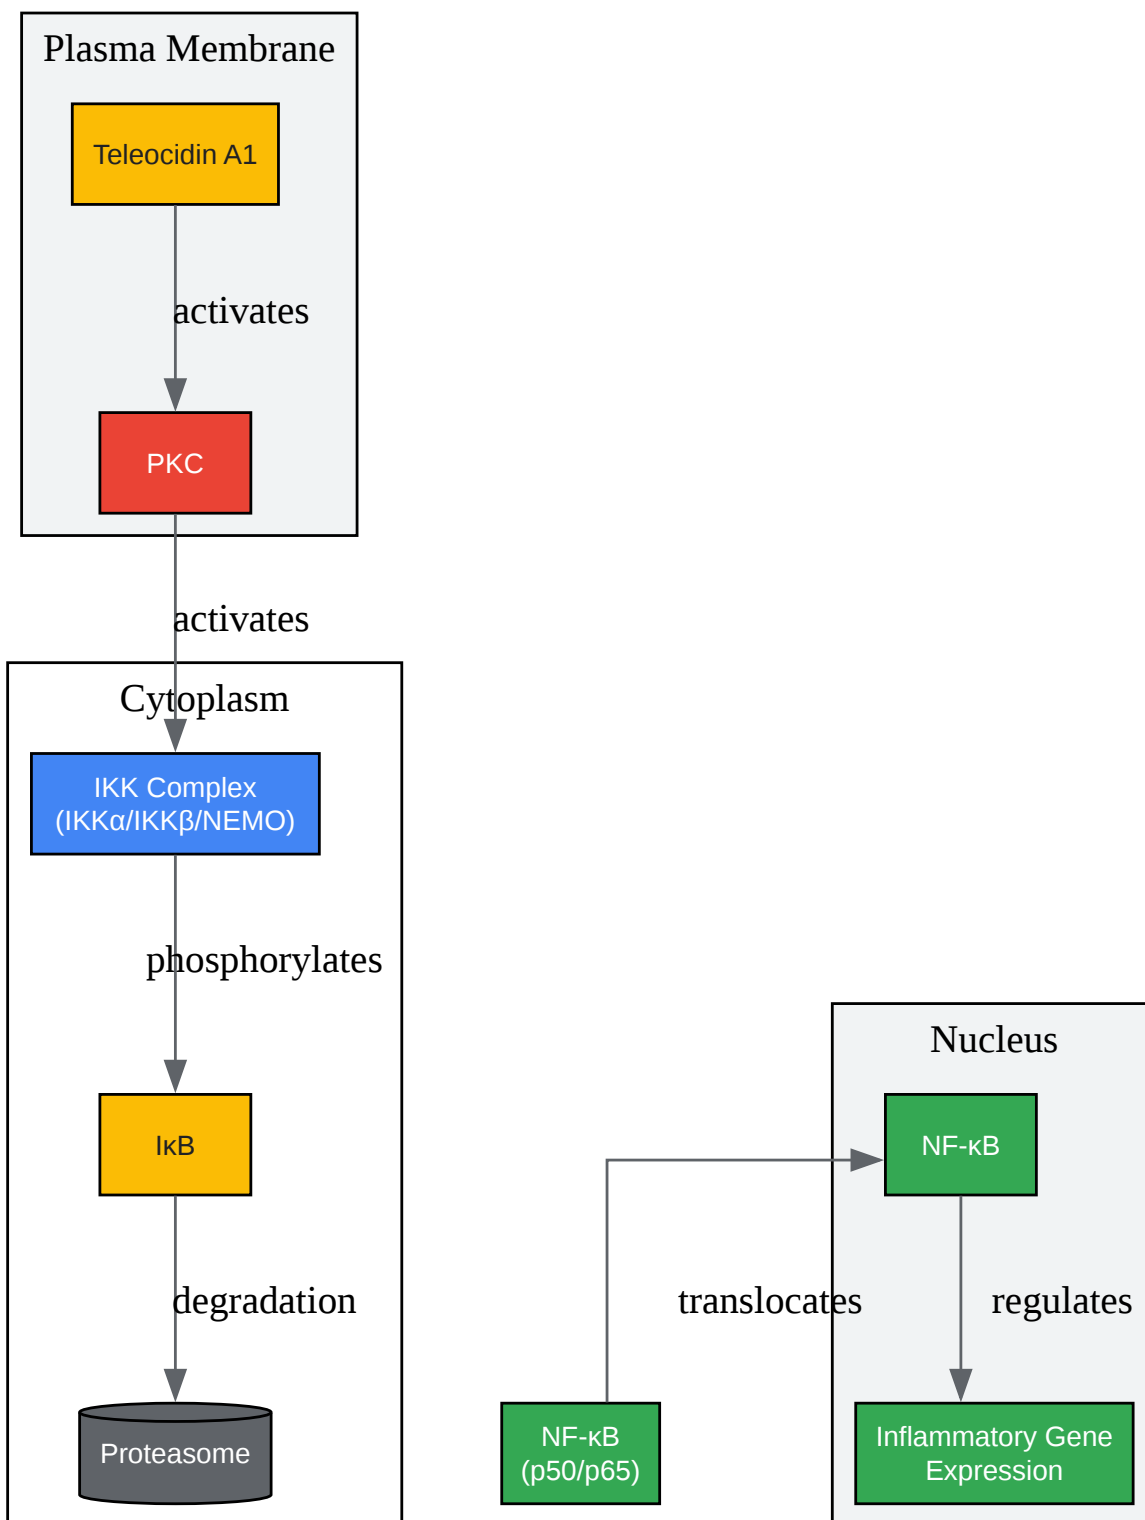 Plasma Membrane
Teleocidin A1
activates
PKC
activates
Cytoplasm
IKK Complex
(IKKα/IKKβ/NEMO)
phosphorylates
IκB
degradation
Proteasome
NF-κB
(p50/p65)
translocates
Nucleus
NF-κB
regulates
Inflammatory Gene
Expression